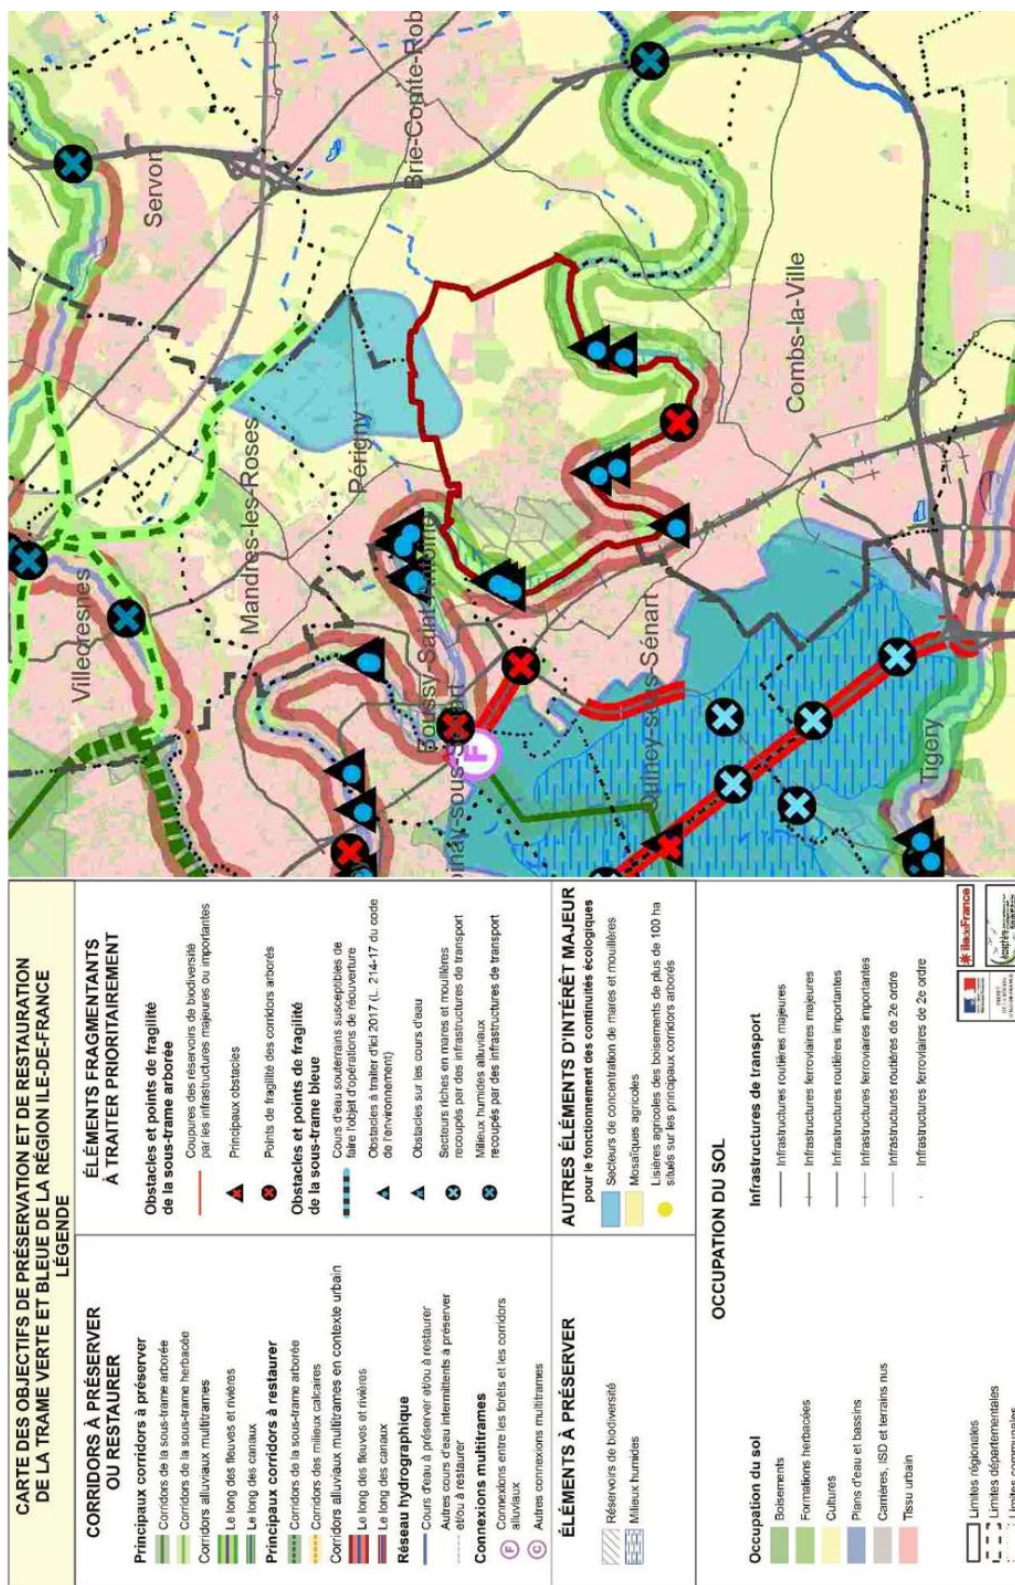 CARTE DES OBJECTIFS DE PRÉSERVATION ET DE RESTAURATION
DE LA TRAME VERTE ET BLEUE DE LA RÉGION ILE-DE-FRANCE
LÉGENDE
CORRIDORS À PRÉSERVER
OU RESTAURER
Principaux corridors à préserver
Corridors de la sous-trame arborée
Corridors de la sous-trame herbacée
Corridors alluviaux multitrames
Le long des fleuves et rivières
Le long des canaux
Principaux corridors à restaurer
Corridors de la sous-trame arborée
Corridors des milieux calcaires
Corridors alluviaux multitrames en contexte urbain
Le long des fleuves et rivières
Le long des canaux
Réseau hydrographique
Cours d'eau à préserver et/ou à restaurer
Autres cours d'eau intermittents à préserver
et/ou à restaurer
Connexions multitrames
F
Connexions entre les forêts et les corridors
alluviaux
C
Autres connexions multitrames
ÉLÉMENTS À PRÉSERVER
Réservoirs de biodiversité
Milieux humides
ÉLÉMENTS FRAGMENTANTS
À TRAITER PRIORITAIREMENT
Obstacles et points de fragilité
de la sous-trame arborée
Coupures des réservoirs de biodiversité
par les infrastructures majeures ou importantes
Principaux obstacles
Points de fragilité des corridors arborés
Obstacles et points de fragilité
de la sous-trame bleue
Cours d'eau souterrains susceptibles de
faire l'objet d'opérations de réouverture
Obstacles à traiter d'ici 2017 (L. 214-17 du code
de l'environnement)
Obstacles sur les cours d'eau
Secteurs riches en mares et mouillères
recoupés par des infrastructures de transport
Milieux humides alluviaux
recoupés par des infrastructures de transport
AUTRES ÉLÉMENTS D'INTÉRÊT MAJEUR
pour le fonctionnement des continuités écologiques
Secteurs de concentration de mares et mouillères
Mosaïques agricoles
Lisières agricoles des boisements de plus de 100 ha
situés sur les principaux corridors arborés
OCCUPATION DU SOL
Occupation du sol
Boisements
Formations herbacées
Cultures
Plans d'eau et bassins
Carrières, ISD et terrains nus
Tissu urbain
Limites régionales
Limites départementales
Limites communales
Infrastructures de transport
Infrastructures routières majeures
Infrastructures ferroviaires majeures
Infrastructures routières importantes
Infrastructures ferroviaires importantes
Infrastructures routières de 2e ordre
Infrastructures ferroviaires de 2e ordre
île de France
Villecresnes
Servon
Mandres-les-Roses
Périgny
Brie-Comte-Rob
Boussy-Saint-Antoine
F
Quincy-sous-Sénart
Combs-la-Ville
Tigery